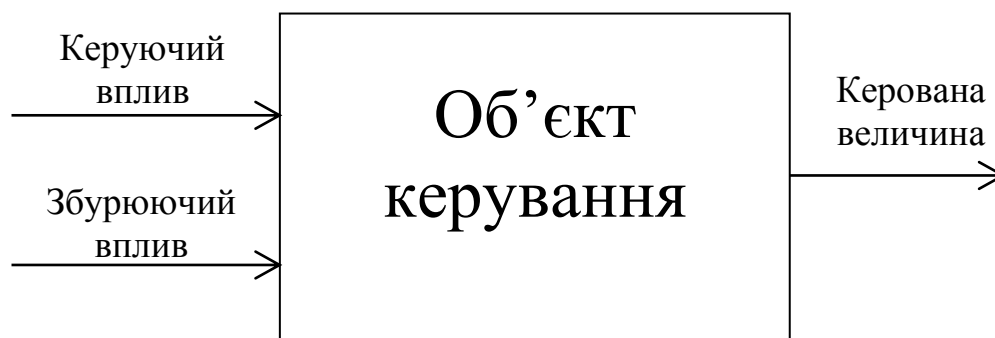 Керуючий
вплив
Збурюючий
вплив
Об’єкт
керування
Керована
величина